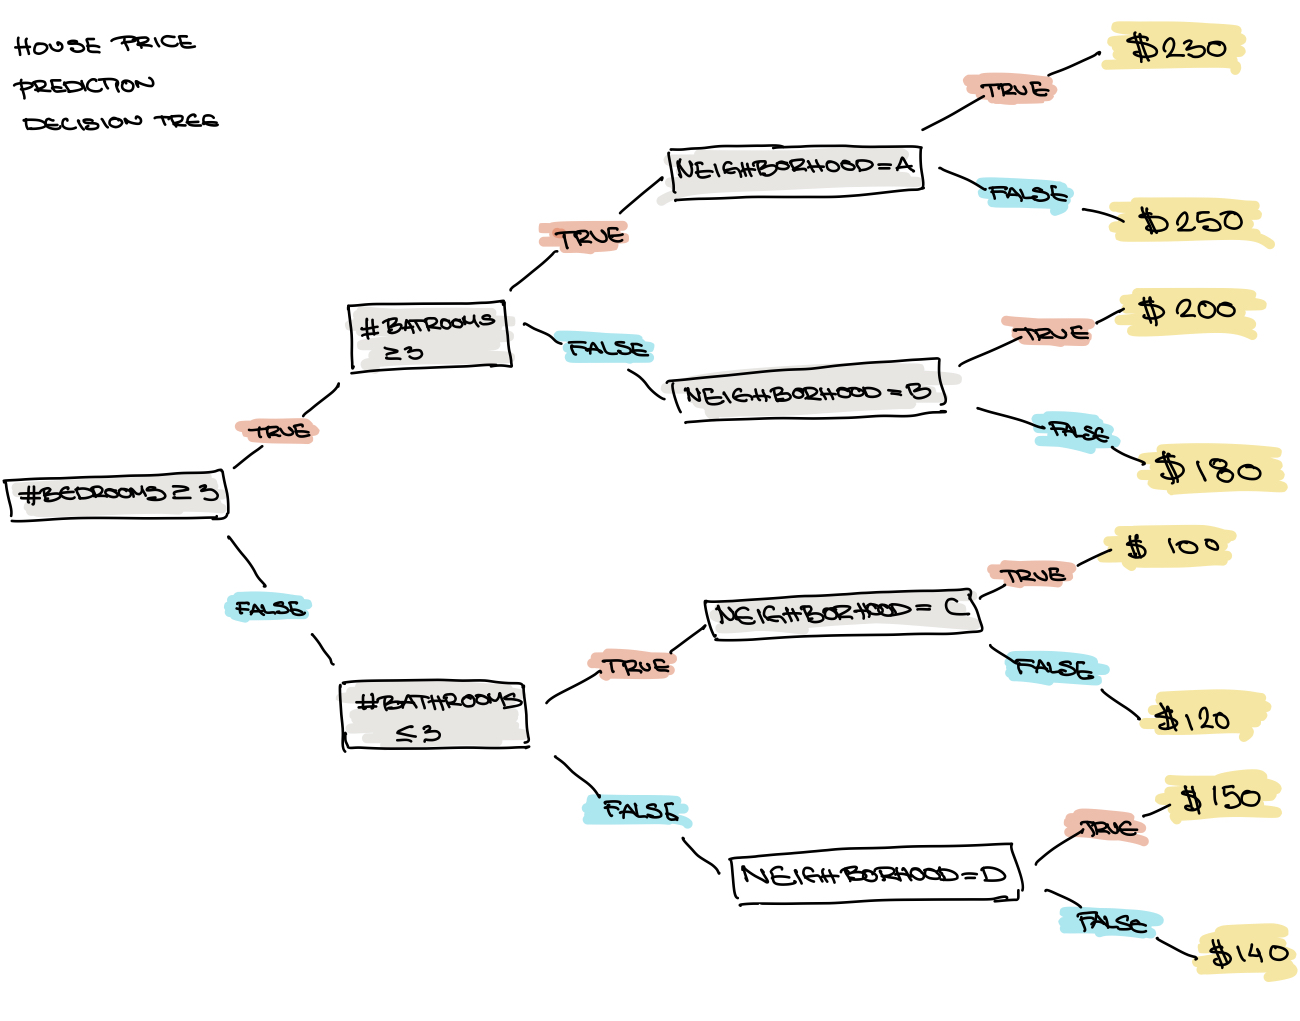 HOUSE PRICE
PREDICTION
DECISION TREE
$230
TRUE
NEIGHBORHOOD = A
FALSE
$250
TRUE
#BATROOMS
≥3
FALSE
$200
TRUE
NEIGHBORHOOD = B
FALSE
$180
TRUE
#BEDROOMS ≥ 3
FALSE
$100
TRUE
NEIGHBORHOOD = C
FALSE
$120
TRUE
#BATHROOMS
≤3
FALSE
$150
TRUE
NEIGHBORHOOD = D
FALSE
$140